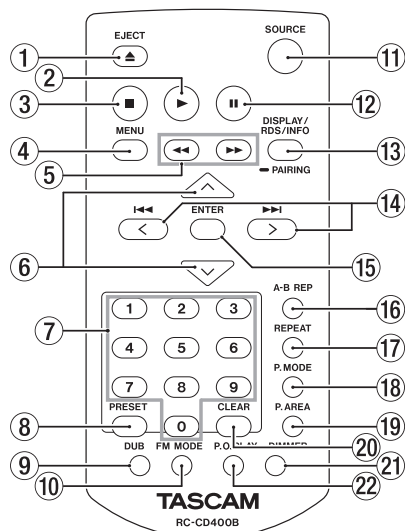 EJECT
SOURCE
1
2
11
3
12
MENU
DISPLAY/
RDS/INFO
4
13
5
PAIRING
14
ENTER
6
15
A-B REP
7
1 2 3
16
REPEAT
4 5 6
17
P.MODE
7 8 9
18
PRESET
CLEAR
P.AREA
8
0
19
DUB FM MODE
20
9
10
21
22
TASCAM
RC-CD400B